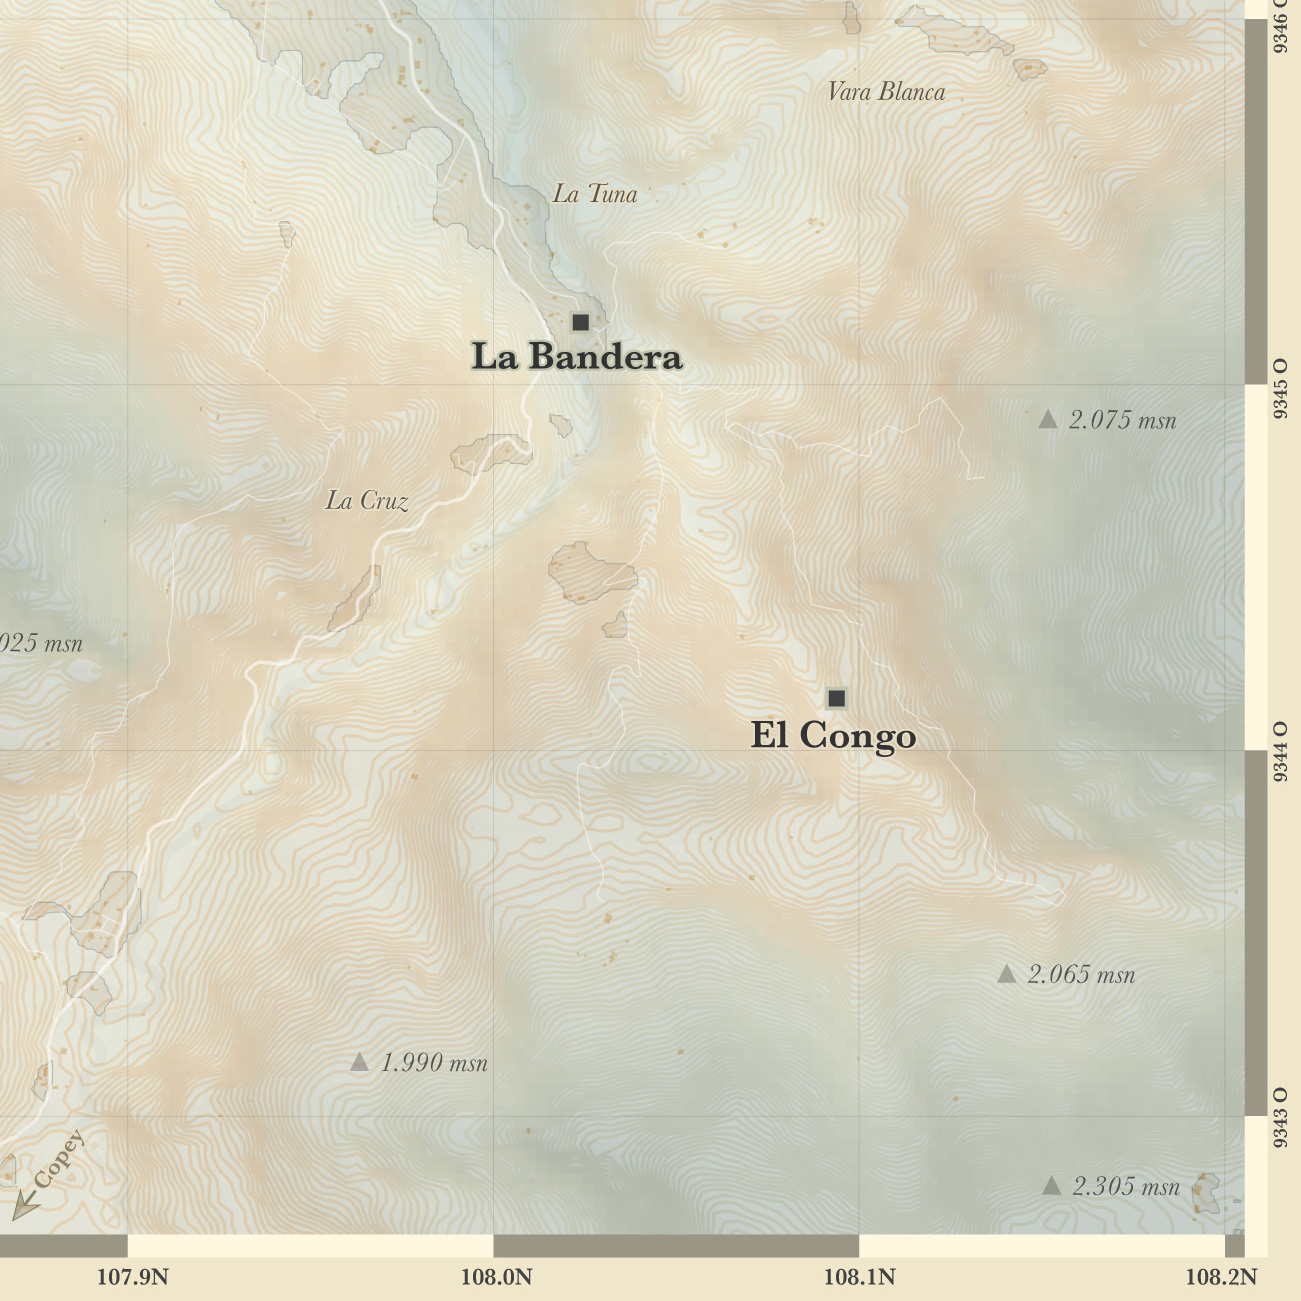 9346 O
Vara Blanca
La Tuna
La Bandera
9345 O
2.075 msn
La Cruz
025 msn
El Congo
9344 O
2.065 msn
1.990 msn
9343 O
Copey
2.305 msn
107.9N
108.0N
108.1N
108.2N